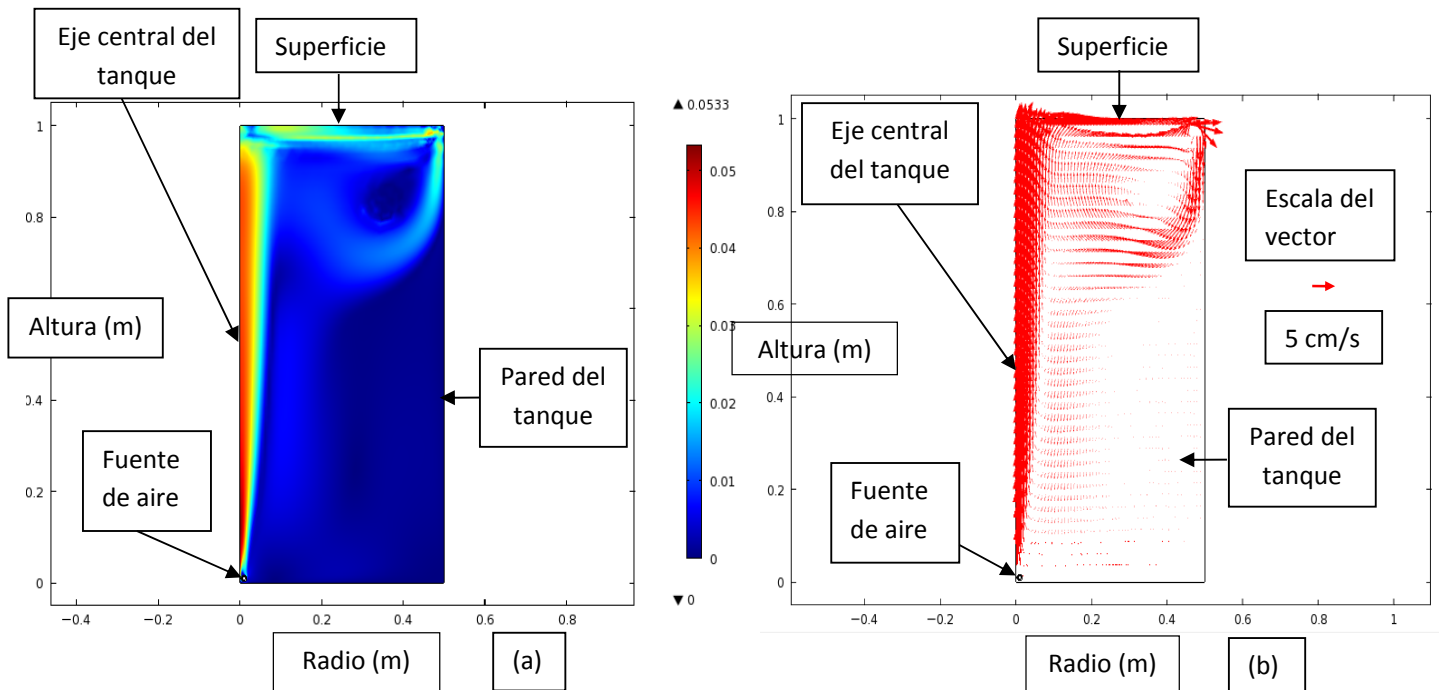 Eje central del
tanque
Superficie
1
0.8
0.6
Altura (m)
0.4
0.2
0
Fuente
de aire
Pared del
tanque
−0.4
−0.2
0
0.2
0.4
0.6
0.8
Radio (m)
(a)
▲ 0.0533
0.05
0.04
0.03
0.02
0.01
0
▼ 0
Superficie
Eje central
del tanque
1
0.8
0.6
Altura (m)
0.4
0.2
0
Escala del
vector
5 cm/s
Pared del
tanque
Fuente
de aire
−0.4
−0.2
0
0.2
0.4
0.6
0.8
1
Radio (m)
(b)